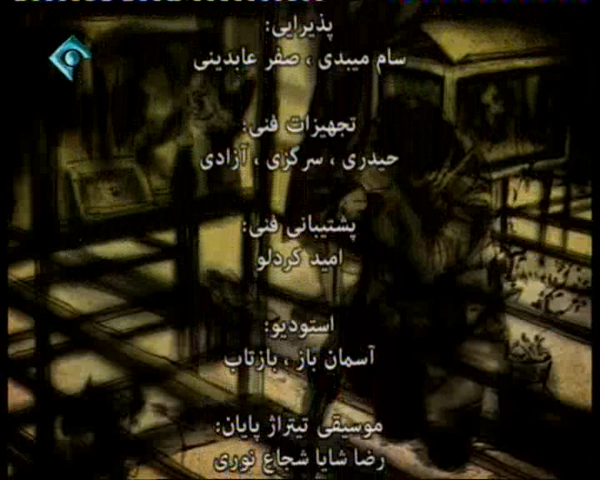 پذیرایی:
سام میبدی ، صفر عابدینی
تجهیزات فنی:
حیدری ، سرگزی ، آزادی
پشتیبانی فنی:
امید کردلو
استودیو:
آسمان باز ، بازتاب
موسیقی تیتراژ پایان:
رضا شایا شجاع نوری